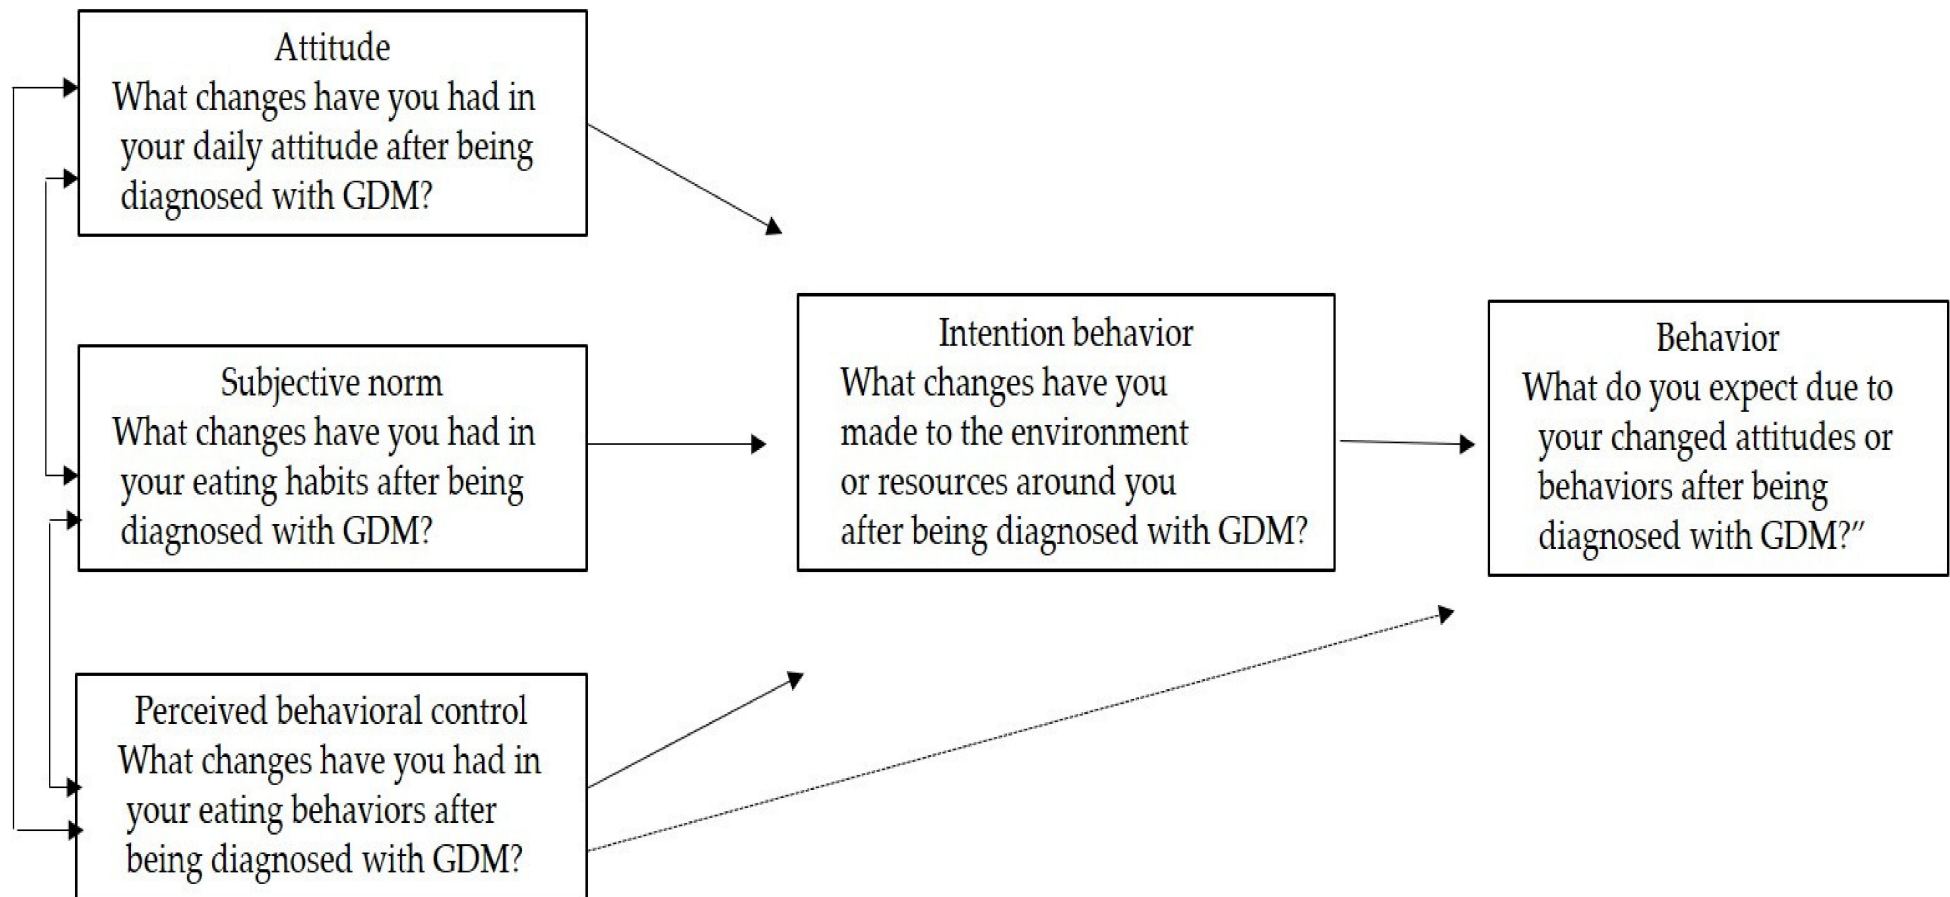 Attitude
What changes have you had in
your daily attitude after being
diagnosed with GDM?
Subjective norm
What changes have you had in
your eating habits after being
diagnosed with GDM?
Perceived behavioral control
What changes have you had in
your eating behaviors after
being diagnosed with GDM?
Intention behavior
What changes have you
made to the environment
or resources around you
after being diagnosed with GDM?
Behavior
What do you expect due to
your changed attitudes or
behaviors after being
diagnosed with GDM?”